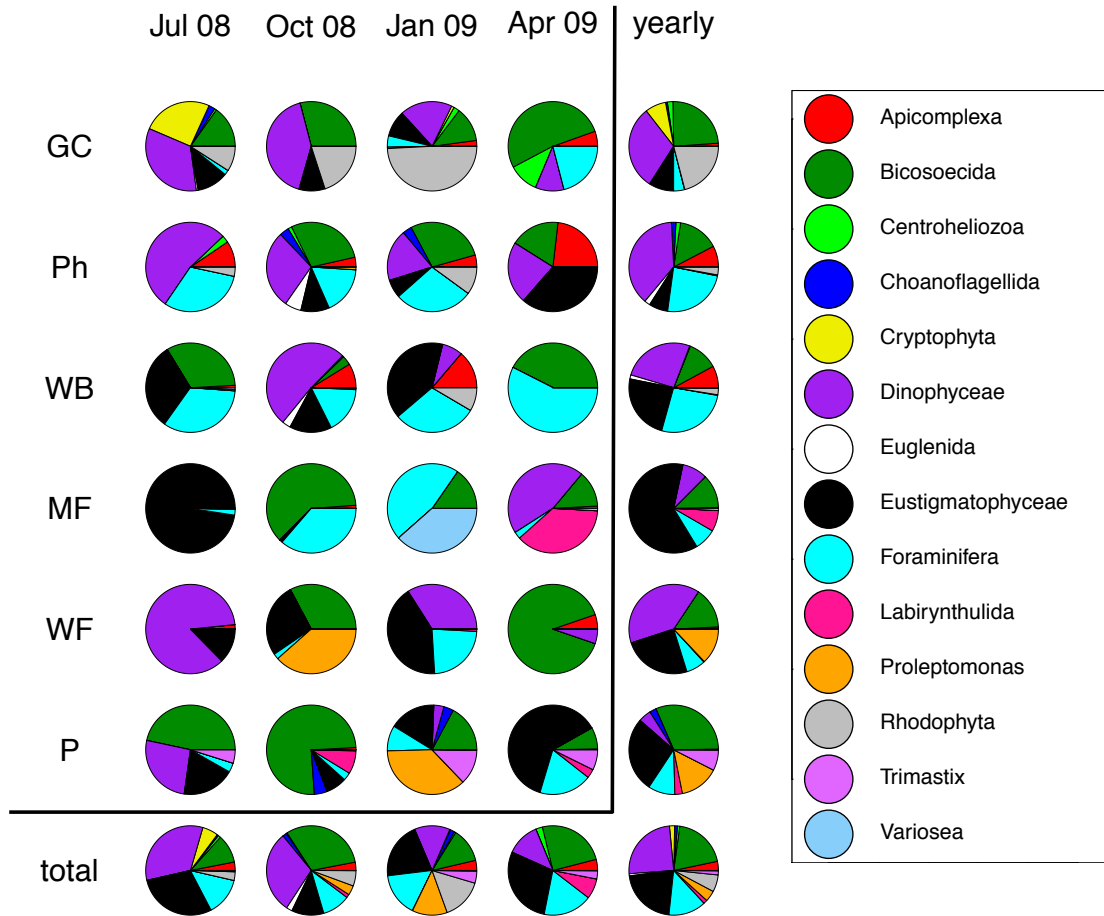 Jul 08 Oct 08 Jan 09 Apr 09 yearly
GC
Ph
WB
MF
WF
P
total
Apicomplexa
Bicosoecida
Centroheliozoa
Choanoflagellida
Cryptophyta
Dinophyceae
Euglenida
Eustigmatophyceae
Foraminifera
Labirynthulida
Proleptomonas
Rhodophyta
Trimastix
Variosea